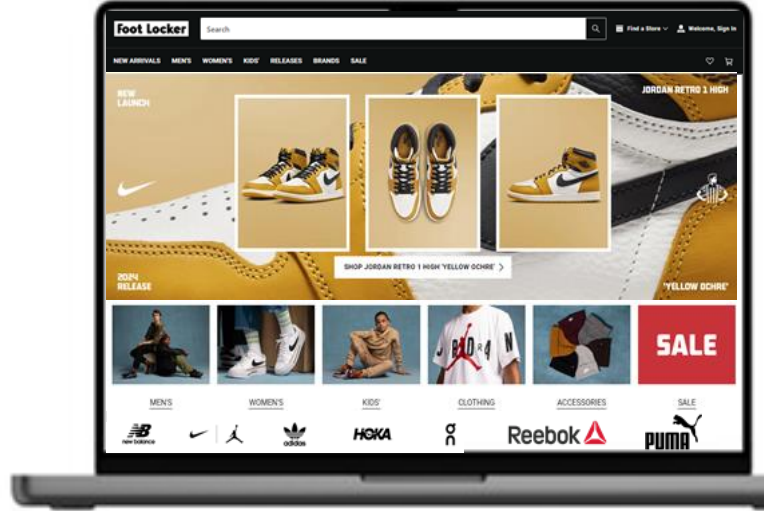 Foot Locker
Search
Find a Store
Welcome, Sign In
NEW ARRIVALS MEN'S WOMEN'S KIDS' RELEASES BRANDS SALE
NEW
LAUNCH
JORDAN RETRO 1 HIGH
SHOP JORDAN RETRO 1 HIGH 'YELLOW OCHRE'
2024
RELEASE
'YELLOW OCHRE'
SALE
MEN'S WOMEN'S KIDS' CLOTHING ACCESSORIES SALE
new balance
adidas
HOKA
on
Reebok
PUMA